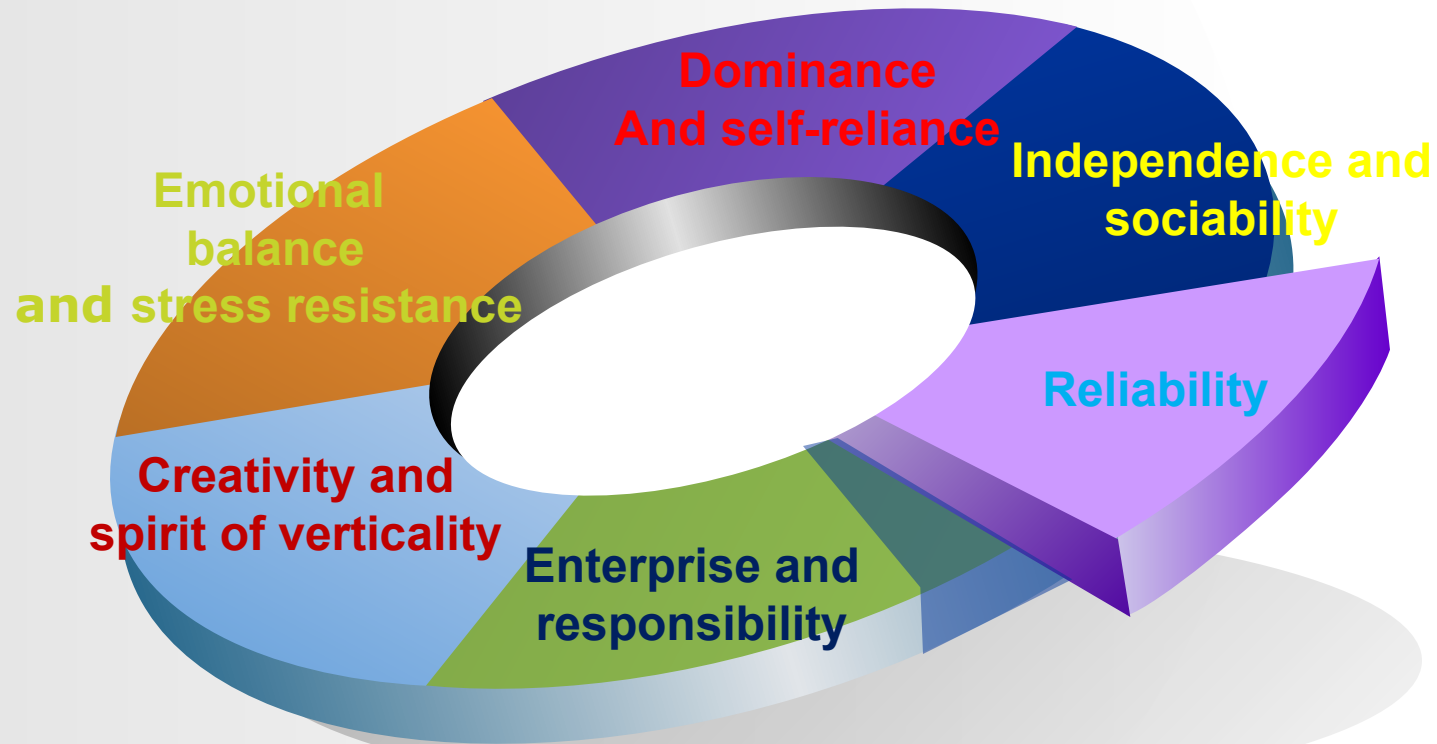 Dominance
And self-reliance
Independence and
sociability
Emotional
balance
and stress resistance
Reliability
Creativity and
spirit of verticality
Enterprise and
responsibility